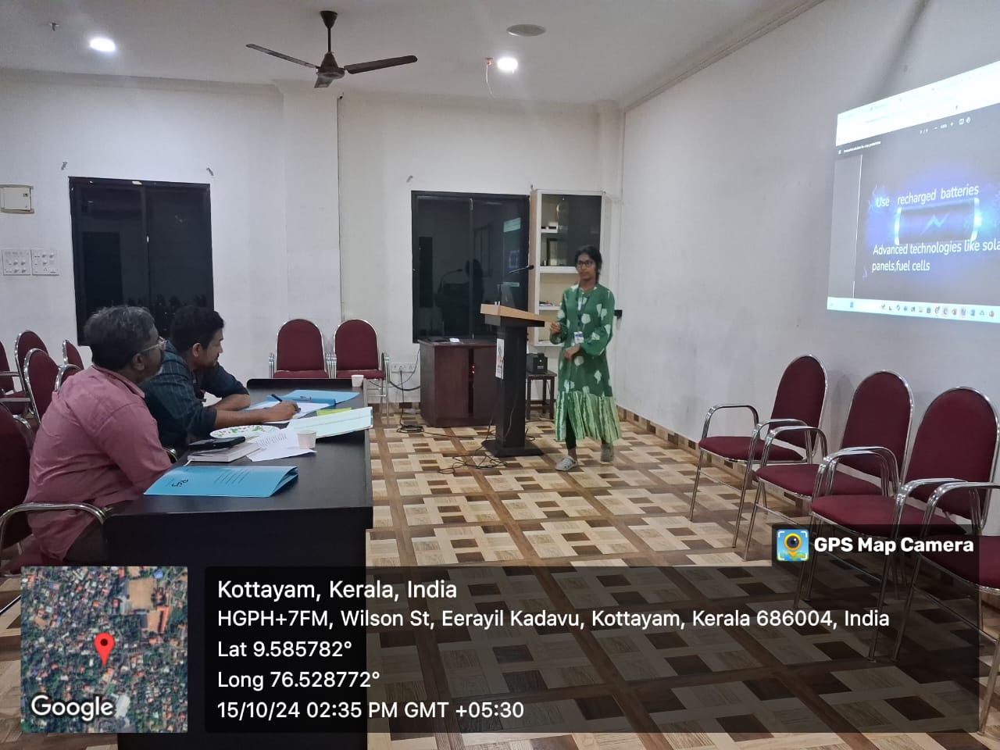 Use recharged batteries
Advanced technologies like sola
panels,fuel cells
GPS Map Camera
Kottayam, Kerala, India
HGPH+7FM, Wilson St, Eerayil Kadavu, Kottayam, Kerala 686004, India
Lat 9.585782°
Long 76.528772°
15/10/24 02:35 PM GMT +05:30
Google